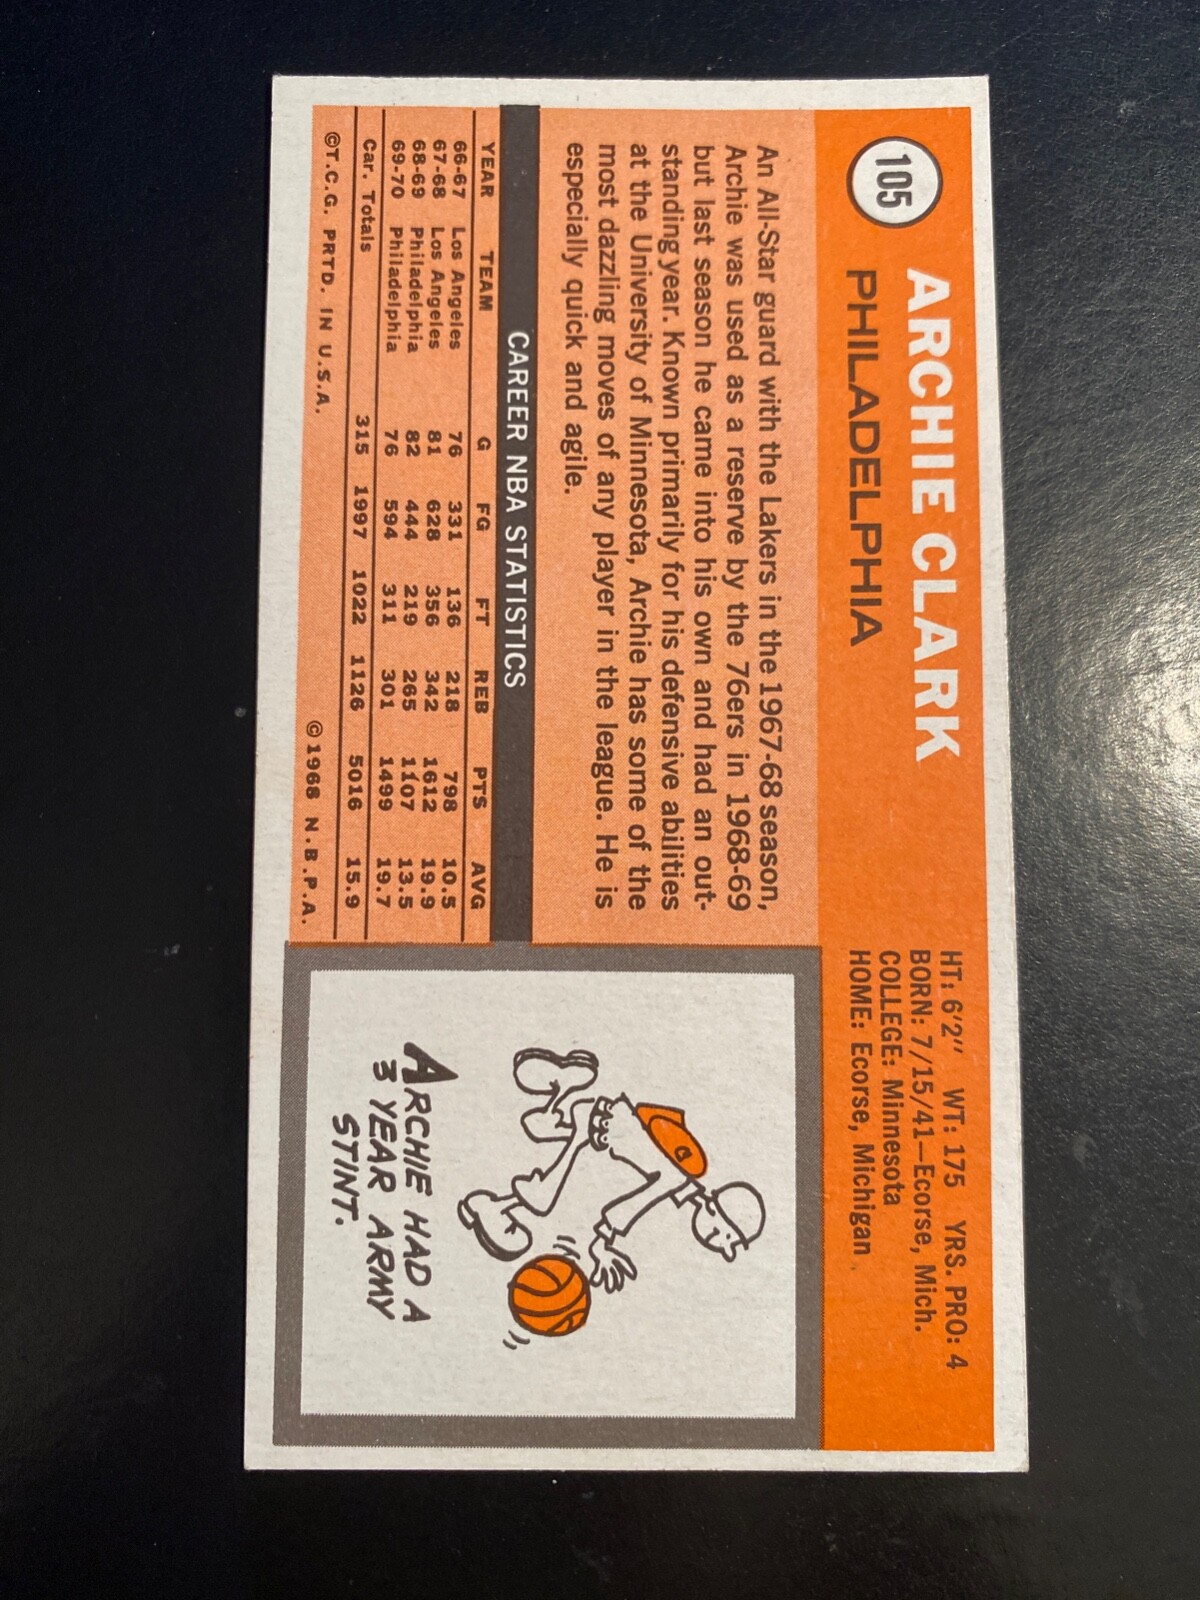 105
ARCHIE CLARK
PHILADELPHIA
HT: 6'2" WT: 175 YRS. PRO: 4
BORN: 7/15/41—Ecorse, Mich.
COLLEGE: Minnesota
HOME: Ecorse, Michigan
An All-Star guard with the Lakers in the 1967-68 season,
Archie was used as a reserve by the 76ers in 1968-69
but last season he came into his own and had an out-
standing year. Known primarily for his defensive abilities
at the University of Minnesota, Archie has some of the
most dazzling moves of any player in the league. He is
especially quick and agile.
CAREER NBA STATISTICS
YEAR TEAM G FG FT REB PTS AVG
66-67 Los Angeles 76 331 136 218 798 10.5
67-68 Los Angeles 81 628 356 342 1612 19.9
68-69 Philadelphia 82 444 219 265 1107 13.5
69-70 Philadelphia 76 594 311 301 1499 19.7
Car. Totals 315 1997 1022 1126 5016 15.9
©T.C.G. PRTD. IN U.S.A. ©1968 N.B.P.A.
ARCHIE HAD A
3 YEAR ARMY
STINT.